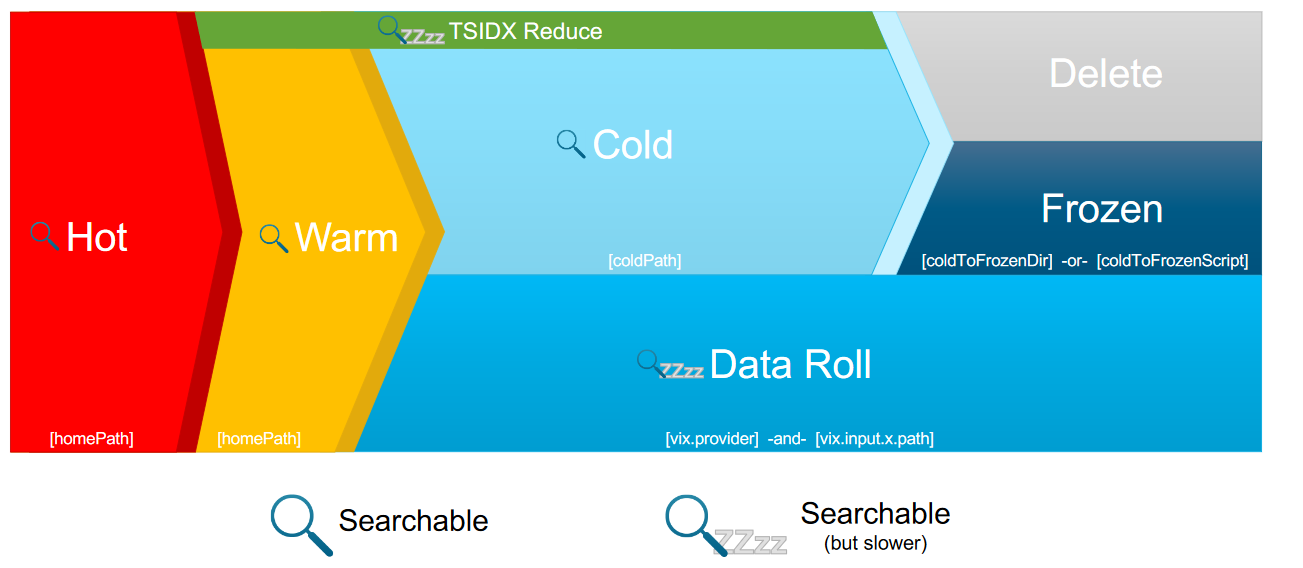 ZZzz TSIDX Reduce
Delete
Cold
Frozen
Hot
Warm
[coldPath]
[coldToFrozenDir] -or- [coldToFrozenScript]
ZZzz Data Roll
[homePath]
[homePath]
[vix.provider] -and- [vix.input.x.path]
Searchable
ZZzz
Searchable
(but slower)